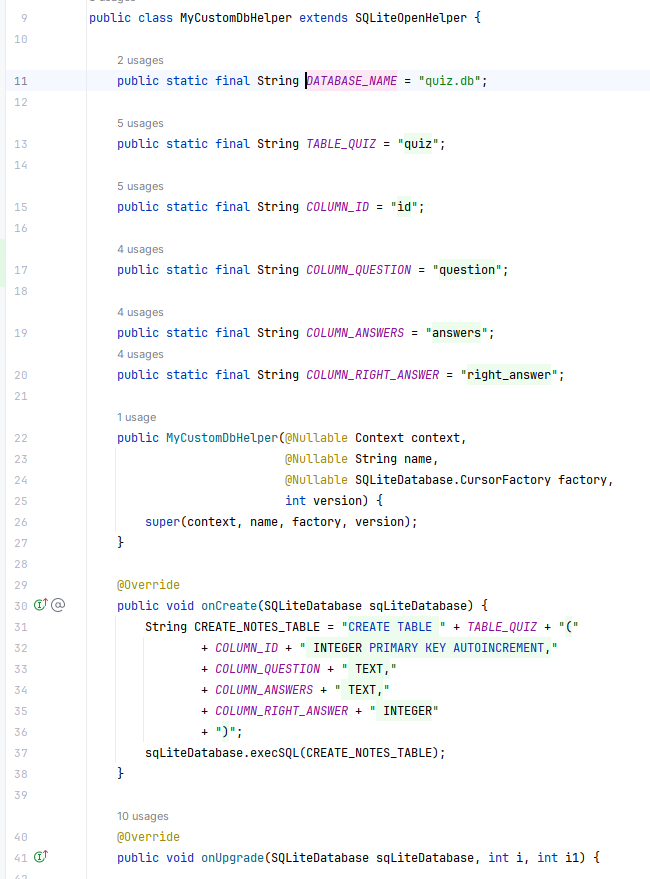 9 public class MyCustomDbHelper extends SQLiteOpenHelper {
10
2 usages
11 public static final String DATABASE_NAME = "quiz.db";
12
5 usages
13 public static final String TABLE_QUIZ = "quiz";
14
5 usages
15 public static final String COLUMN_ID = "id";
16
4 usages
17 public static final String COLUMN_QUESTION = "question";
18
4 usages
19 public static final String COLUMN_ANSWERS = "answers";
4 usages
20 public static final String COLUMN_RIGHT_ANSWER = "right_answer";
21
1 usage
22 public MyCustomDbHelper(@Nullable Context context,
23 @Nullable String name,
24 @Nullable SQLiteDatabase.CursorFactory factory,
25 int version) {
26 super(context, name, factory, version);
27 }
28
29 @Override
30 public void onCreate(SQLiteDatabase sqLiteDatabase) {
31 String CREATE_NOTES_TABLE = "CREATE TABLE " + TABLE_QUIZ + "("
32 + COLUMN_ID + " INTEGER PRIMARY KEY AUTOINCREMENT,"
33 + COLUMN_QUESTION + " TEXT,"
34 + COLUMN_ANSWERS + " TEXT,"
35 + COLUMN_RIGHT_ANSWER + " INTEGER"
36 + ")";
37 sqLiteDatabase.execSQL(CREATE_NOTES_TABLE);
38 }
39
10 usages
40 @Override
41 public void onUpgrade(SQLiteDatabase sqLiteDatabase, int i, int i1) {